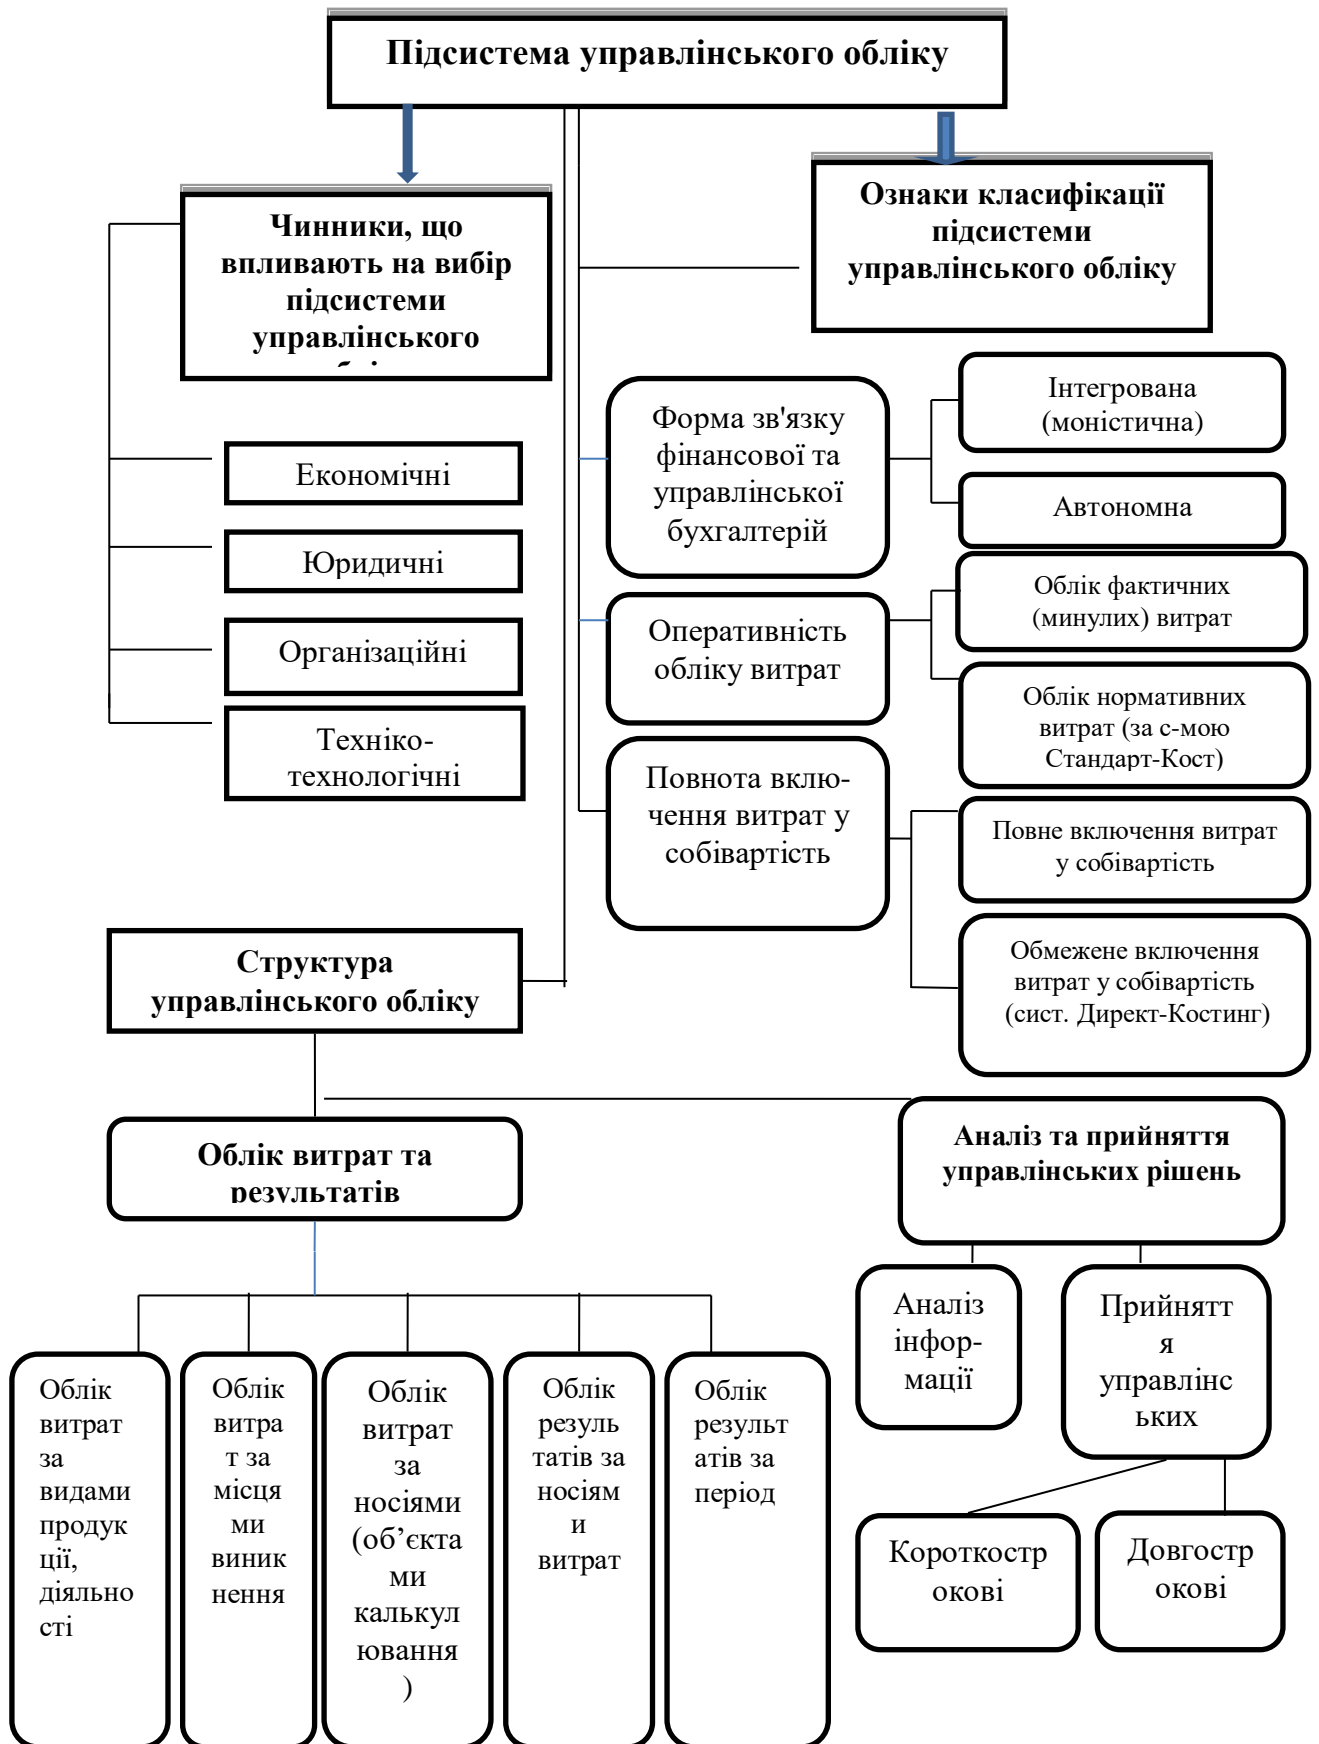 Підсистема управлінського обліку
Чинники, що
впливають на вибір
підсистеми
управлінського
Ознаки класифікації
підсистеми
управлінського обліку
Економічні
Юридичні
Організаційні
Техніко-
технологічні
Форма зв'язку
фінансової та
управлінської
бухгалтерій
Інтегрована
(моністична)
Автономна
Оперативність
обліку витрат
Облік фактичних
(минулих) витрат
Облік нормативних
витрат (за с-мою
Стандарт-Кост)
Повнота вклю-
чення витрат у
собівартість
Повне включення витрат
у собівартість
Обмежене включення
витрат у собівартість
(сист. Директ-Костинг)
Структура
управлінського обліку
Облік витрат та
результатів
Аналіз та прийняття
управлінських рішень
Аналіз
інфор-
мації
Прийнятт
я
управлінс
ьких
Короткостр
окові
Довгостр
окові
Облік
витрат
за
видами
продук
ції,
діяльно
сті
Облік
витра
т за
місця
ми
виник
нення
Облік
витрат
за
носіями
(об’єкта
ми
калькул
ювання
)
Облік
резуль
татів за
носіям
и
витрат
Облік
результ
атів за
період